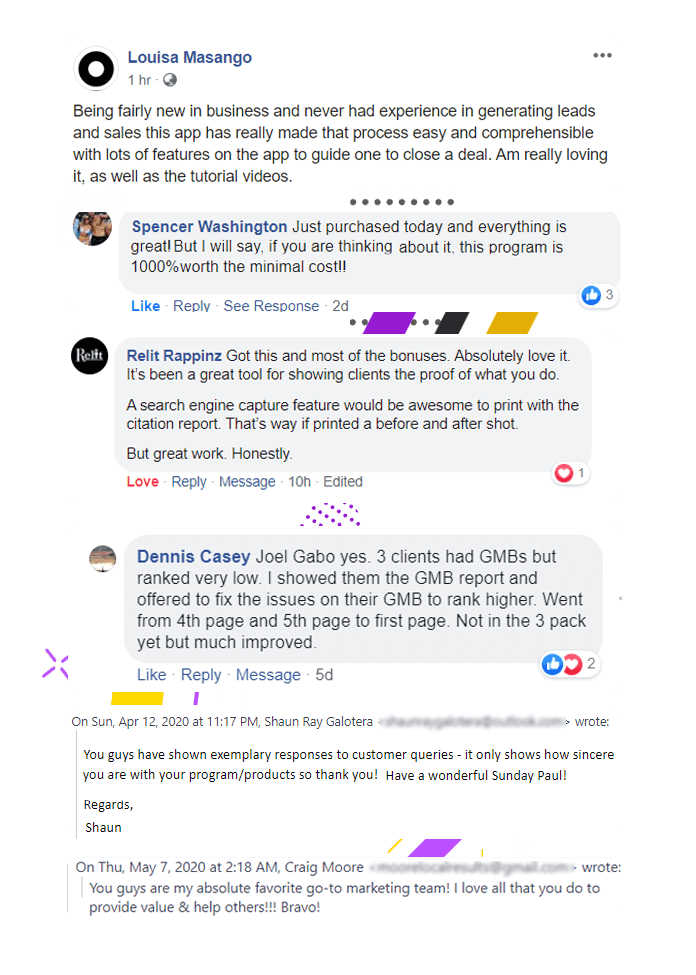 Louisa Masango
1 hr ·
Being fairly new in business and never had experience in generating leads
and sales this app has really made that process easy and comprehensible
with lots of features on the app to guide one to close a deal. Am really loving
it, as well as the tutorial videos.
Spencer Washington Just purchased today and everything is
great! But I will say, if you are thinking about it, this program is
1000%worth the minimal cost!!
3
Like · Reply · See Response · 2d
Relit
Relit Rappinz Got this and most of the bonuses. Absolutely love it.
It's been a great tool for showing clients the proof of what you do.
A search engine capture feature would be awesome to print with the
citation report. That's way if printed a before and after shot.
But great work. Honestly.
1
Love · Reply · Message · 10h · Edited
Dennis Casey Joel Gabo yes. 3 clients had GMBs but
ranked very low. I showed them the GMB report and
offered to fix the issues on their GMB to rank higher. Went
from 4th page and 5th page to first page. Not in the 3 pack
yet but much improved.
2
Like · Reply · Message · 5d
On Sun, Apr 12, 2020 at 11:17 PM, Shaun Ray Galotera < > wrote:
You guys have shown exemplary responses to customer queries - it only shows how sincere
you are with your program/products so thank you! Have a wonderful Sunday Paul!
Regards,
Shaun
On Thu, May 7, 2020 at 2:18 AM, Craig Moore < > wrote:
You guys are my absolute favorite go-to marketing team! I love all that you do to
provide value & help others!!! Bravo!